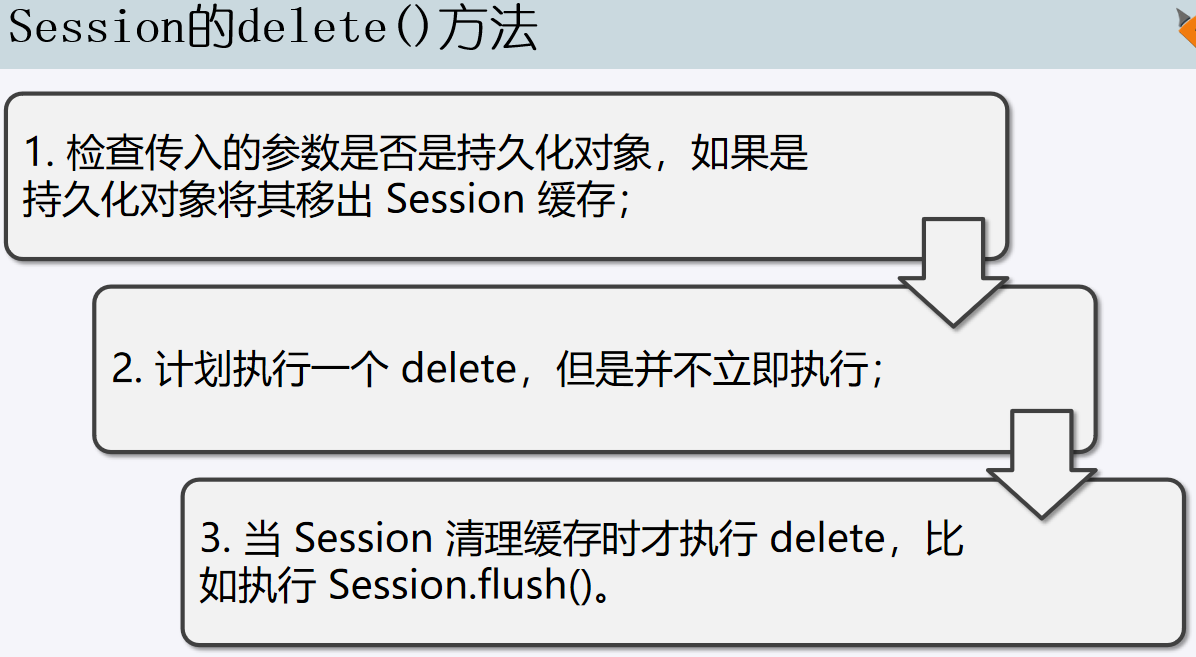 Session的delete()方法
1. 检查传入的参数是否是持久化对象，如果是
持久化对象将其移出 Session 缓存；
2. 计划执行一个 delete，但是并不立即执行；
3. 当 Session 清理缓存时才执行 delete，比
如执行 Session.flush()。